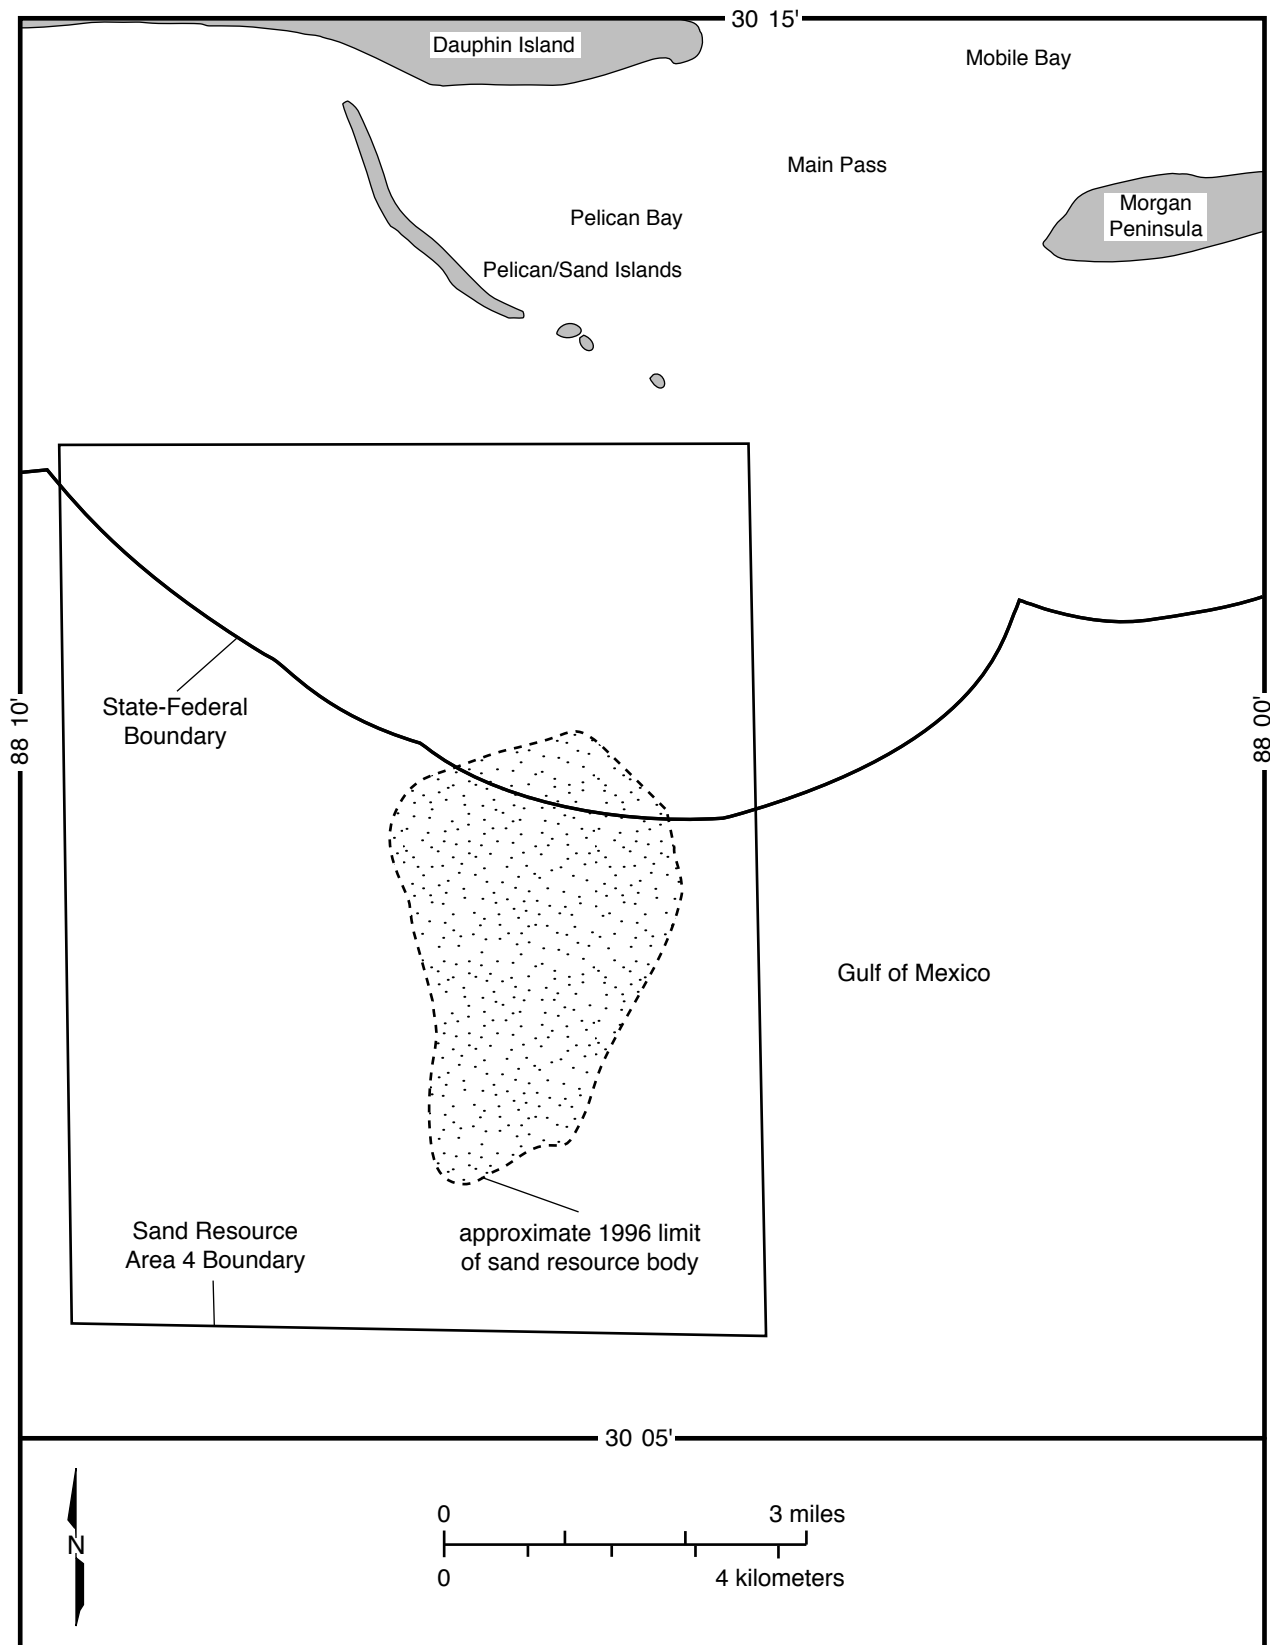 30 15'
Dauphin Island
Mobile Bay
Main Pass
Morgan
Peninsula
Pelican Bay
Pelican/Sand Islands
State-Federal
Boundary
88 10'
88 00'
Gulf of Mexico
Sand Resource
Area 4 Boundary
approximate 1996 limit
of sand resource body
30 05'
N
0 3 miles
0 4 kilometers